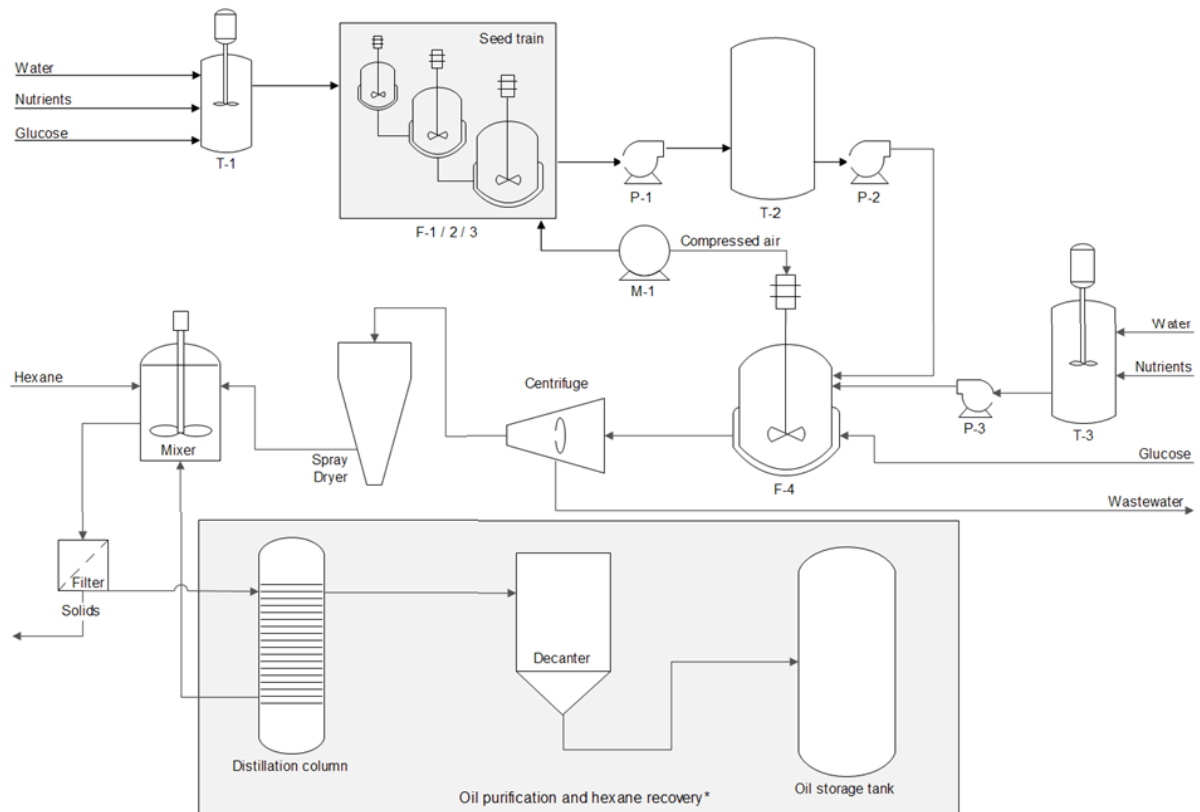 Seed train
Water
Nutrients
Glucose
T-1
F-1 / 2 / 3
P-1
T-2
P-2
Compressed air
M-1
Water
Nutrients
Hexane
Centrifuge
P-3
T-3
Mixer
Spray
Dryer
Glucose
F-4
Wastewater
Filter
Solids
Decanter
Distillation column
Oil storage tank
Oil purification and hexane recovery*